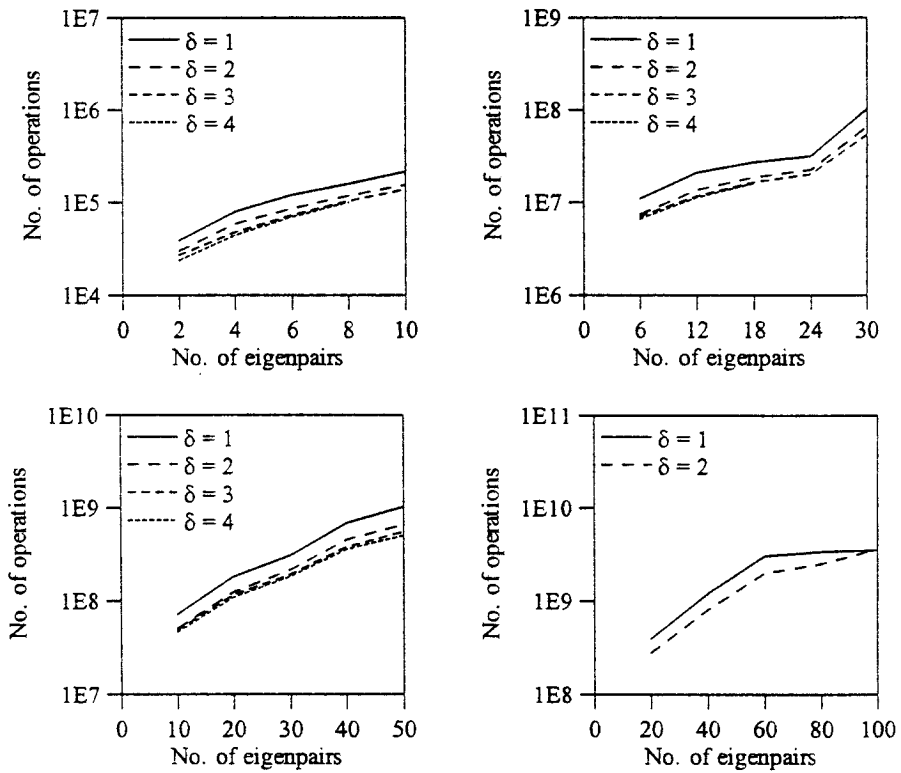 1E7
1E6
1E5
1E4
No. of operations
δ = 1
δ = 2
δ = 3
δ = 4
0 2 4 6 8 10
No. of eigenpairs
1E9
1E8
1E7
1E6
No. of operations
δ = 1
δ = 2
δ = 3
δ = 4
0 6 12 18 24 30
No. of eigenpairs
1E10
1E9
1E8
1E7
No. of operations
δ = 1
δ = 2
δ = 3
δ = 4
0 10 20 30 40 50
No. of eigenpairs
1E11
1E10
1E9
1E8
No. of operations
δ = 1
δ = 2
0 20 40 60 80 100
No. of eigenpairs